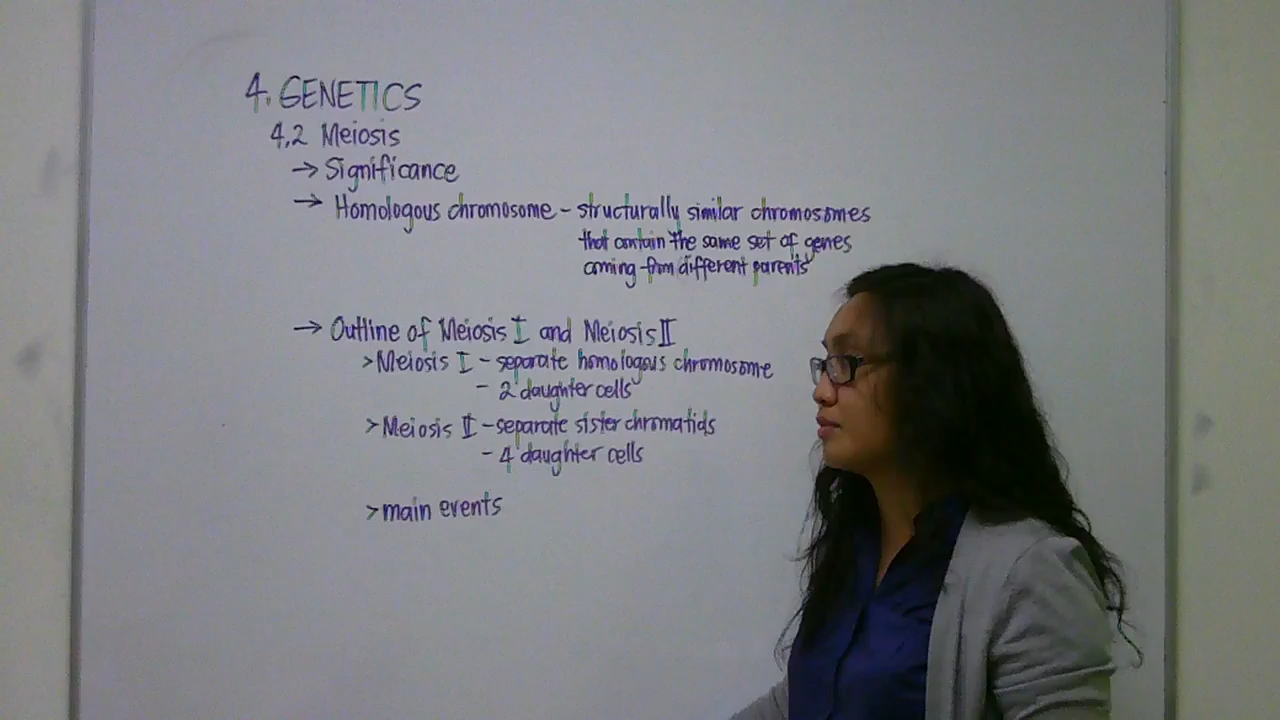 4. GENETICS
4.2 Meiosis
→ Significance
→ Homologous chromosome - structurally similar chromosomes
that contain the same set of genes
coming from different parents
→ Outline of Meiosis I and Meiosis II
> Meiosis I - separate homologous chromosome
- 2 daughter cells
> Meiosis II - separate sister chromatids
- 4 daughter cells
> main events